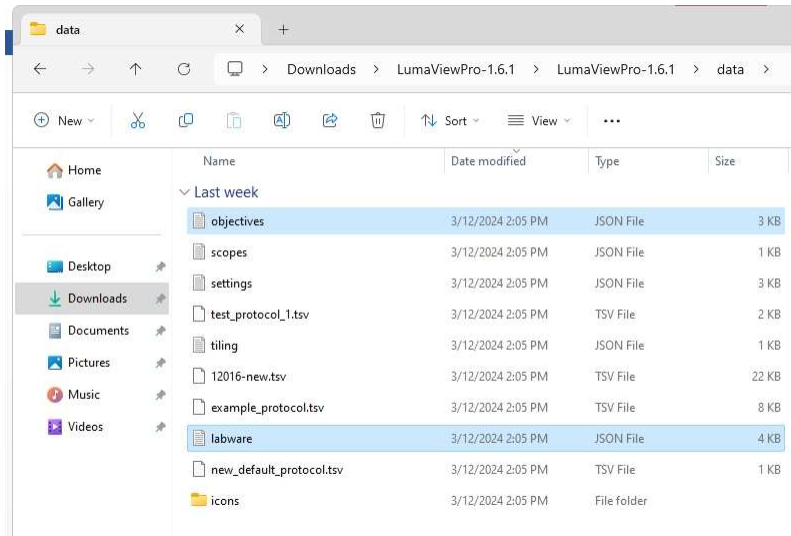 data
Downloads > LumaViewPro-1.6.1 > LumaViewPro-1.6.1 > data >
New Sort View ...
Name Date modified Type Size
Home
Gallery
Desktop
Downloads
Documents
Pictures
Music
Videos
Last week
objectives 3/12/2024 2:05 PM JSON File 3 KB
scopes 3/12/2024 2:05 PM JSON File 1 KB
settings 3/12/2024 2:05 PM JSON File 3 KB
test_protocol_1.tsv 3/12/2024 2:05 PM TSV File 2 KB
tiling 3/12/2024 2:05 PM JSON File 1 KB
12016-new.tsv 3/12/2024 2:05 PM TSV File 22 KB
example_protocol.tsv 3/12/2024 2:05 PM TSV File 8 KB
labware 3/12/2024 2:05 PM JSON File 4 KB
new_default_protocol.tsv 3/12/2024 2:05 PM TSV File 1 KB
icons 3/12/2024 2:05 PM File folder